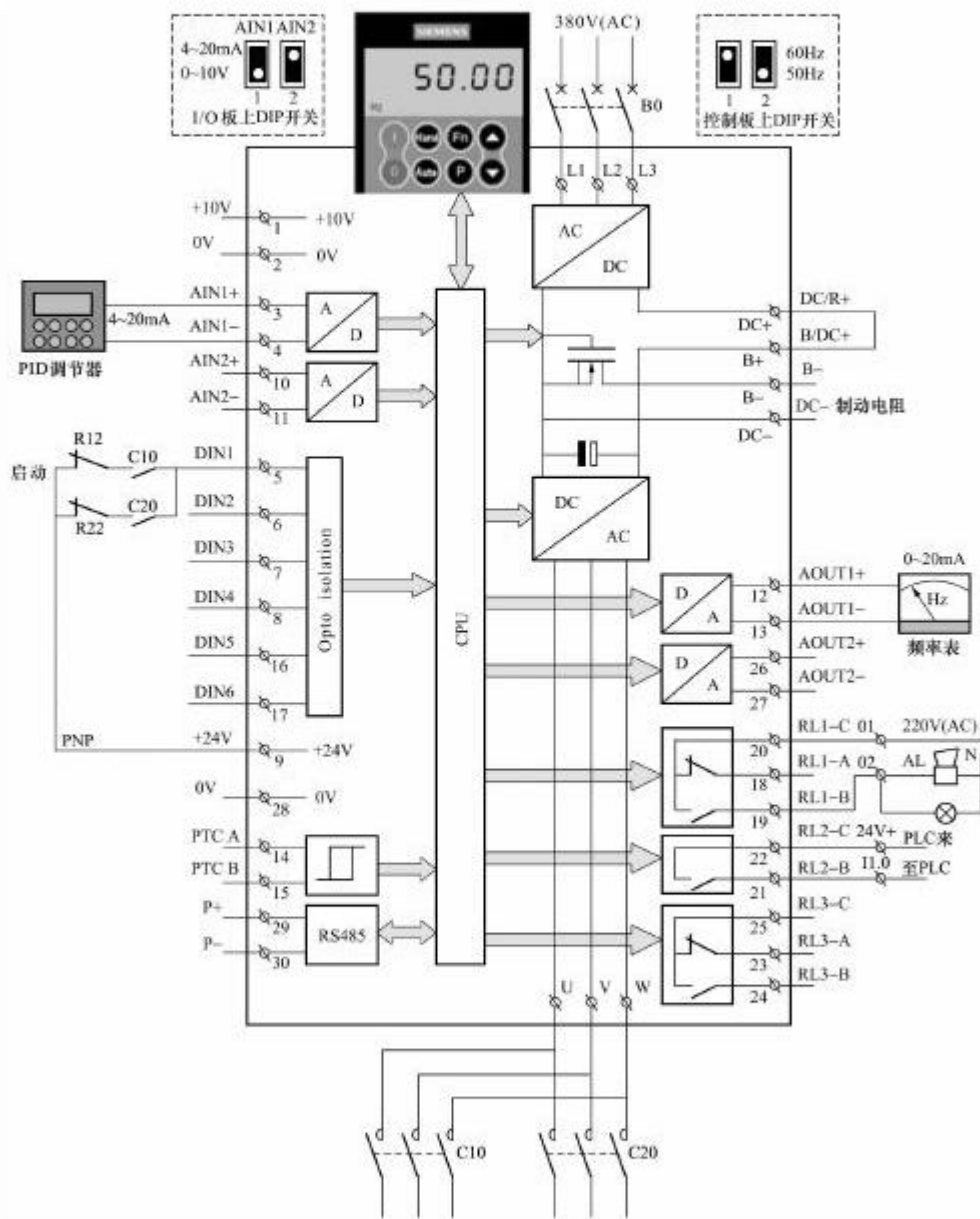 AIN1 AIN2
4~20mA
0~10V
1 2
I/O 板上DIP开关
SIEMENS
50.00
Hz
I Hand Fn
0 Auto P
380V(AC)
B0
60Hz
50Hz
1 2
控制板上DIP开关
L1 L2 L3
AC
DC
+10V 1 +10V
0V 2 0V
AIN1+ 3
4~20mA
AIN1− 4
A
D
PID调节器
AIN2+ 10
AIN2− 11
A
D
DC/R+
DC+
B/DC+
B+
B−
B−
DC− 制动电阻
DC−
启动
R12 C10
R22 C20
DIN1 5
DIN2 6
DIN3 7
DIN4 8
DIN5 16
DIN6 17
Opto isolation
CPU
DC
AC
PNP
+24V 9 +24V
0V 28 0V
PTC A 14
PTC B 15
P+ 29
P− 30
RS485
0~20mA
D
A
12 AOUT1+
13 AOUT1−
Hz
频率表
D
A
26 AOUT2+
27 AOUT2−
20 RL1−C 01 220V(AC)
18 RL1−A 02 AL N
19 RL1−B
22 RL2−C 24V+ PLC来
21 RL2−B I1.0 至PLC
25 RL3−C
23 RL3−A
24 RL3−B
U V W
C10
C20